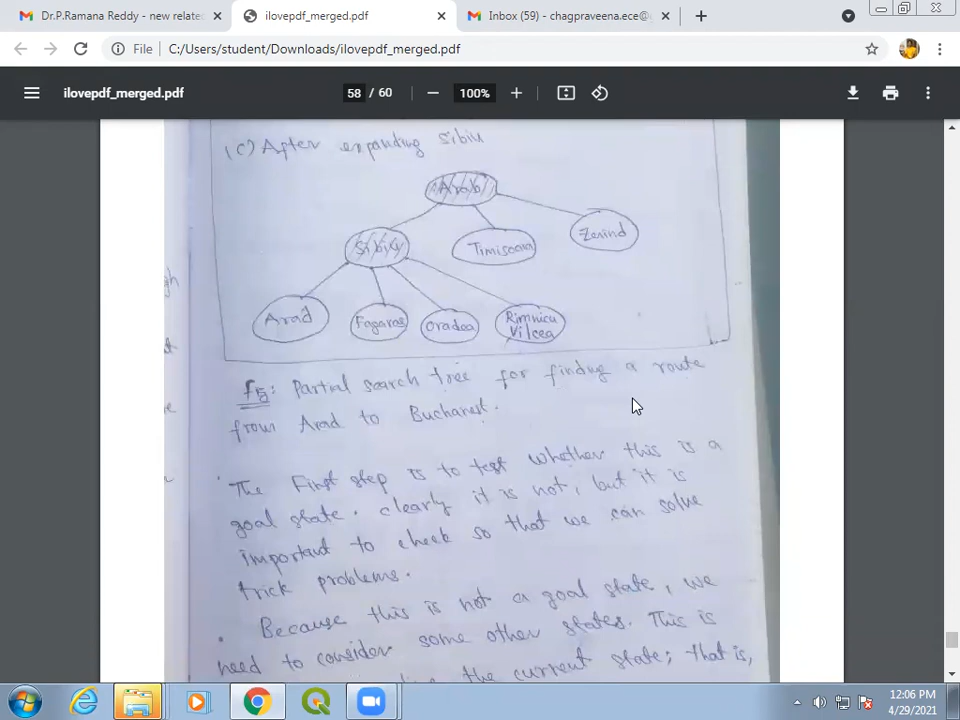 Dr.P.Ramana Reddy - new relate
ilovepdf_merged.pdf
Inbox (59) - chagpraveena.ece@
File
C:/Users/student/Downloads/ilovepdf_merged.pdf
ilovepdf_merged.pdf
58 / 60
100%
(C) After expanding Sibiu
Arad
Sibiu
Timisoara
Zerind
Arad
Fagaras
Oradea
Rimnicu
Vilcea
Partial search tree for finding a route
from Arad to Bucharest.
The First step is to test whether this is a
goal state. clearly it is not, but it is
important to check so that we can solve
trick problems.
Because this is not a goal state, we
need to consider some other states. This is
the current state; that is,
12:06 PM
4/29/2021